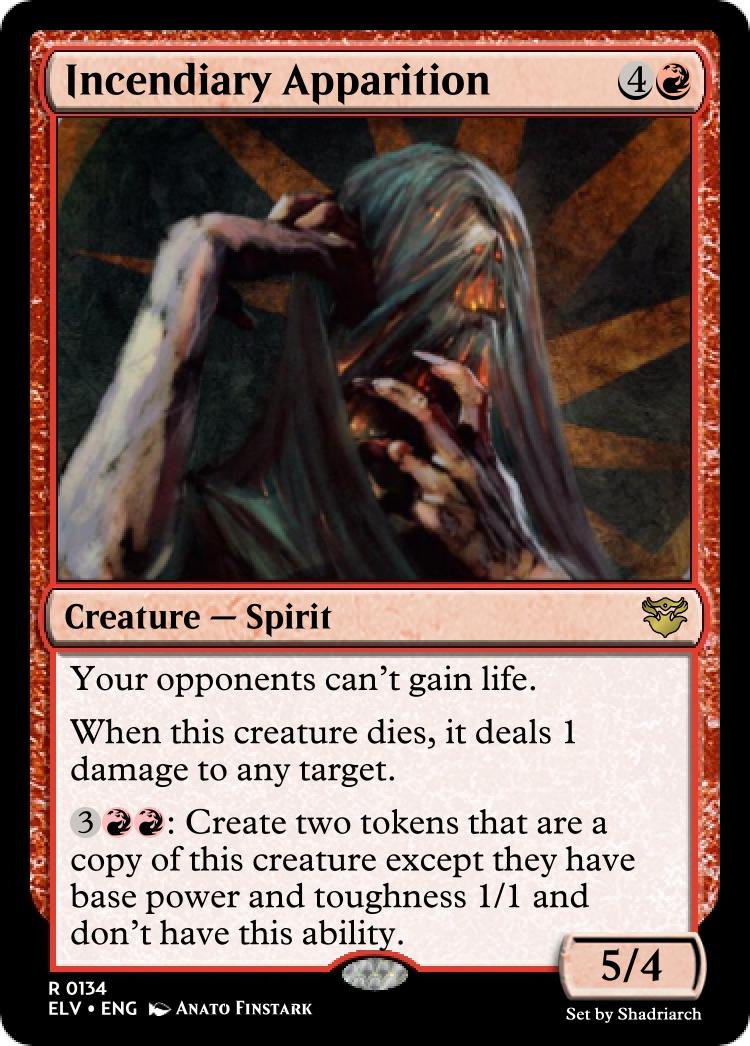 Incendiary Apparition 4
Creature — Spirit
Your opponents can't gain life.
When this creature dies, it deals 1
damage to any target.
3: Create two tokens that are a
copy of this creature except they have
base power and toughness 1/1 and
don't have this ability.
5/4
R 0134
ELV • ENG Anato Finstark
Set by Shadriarch